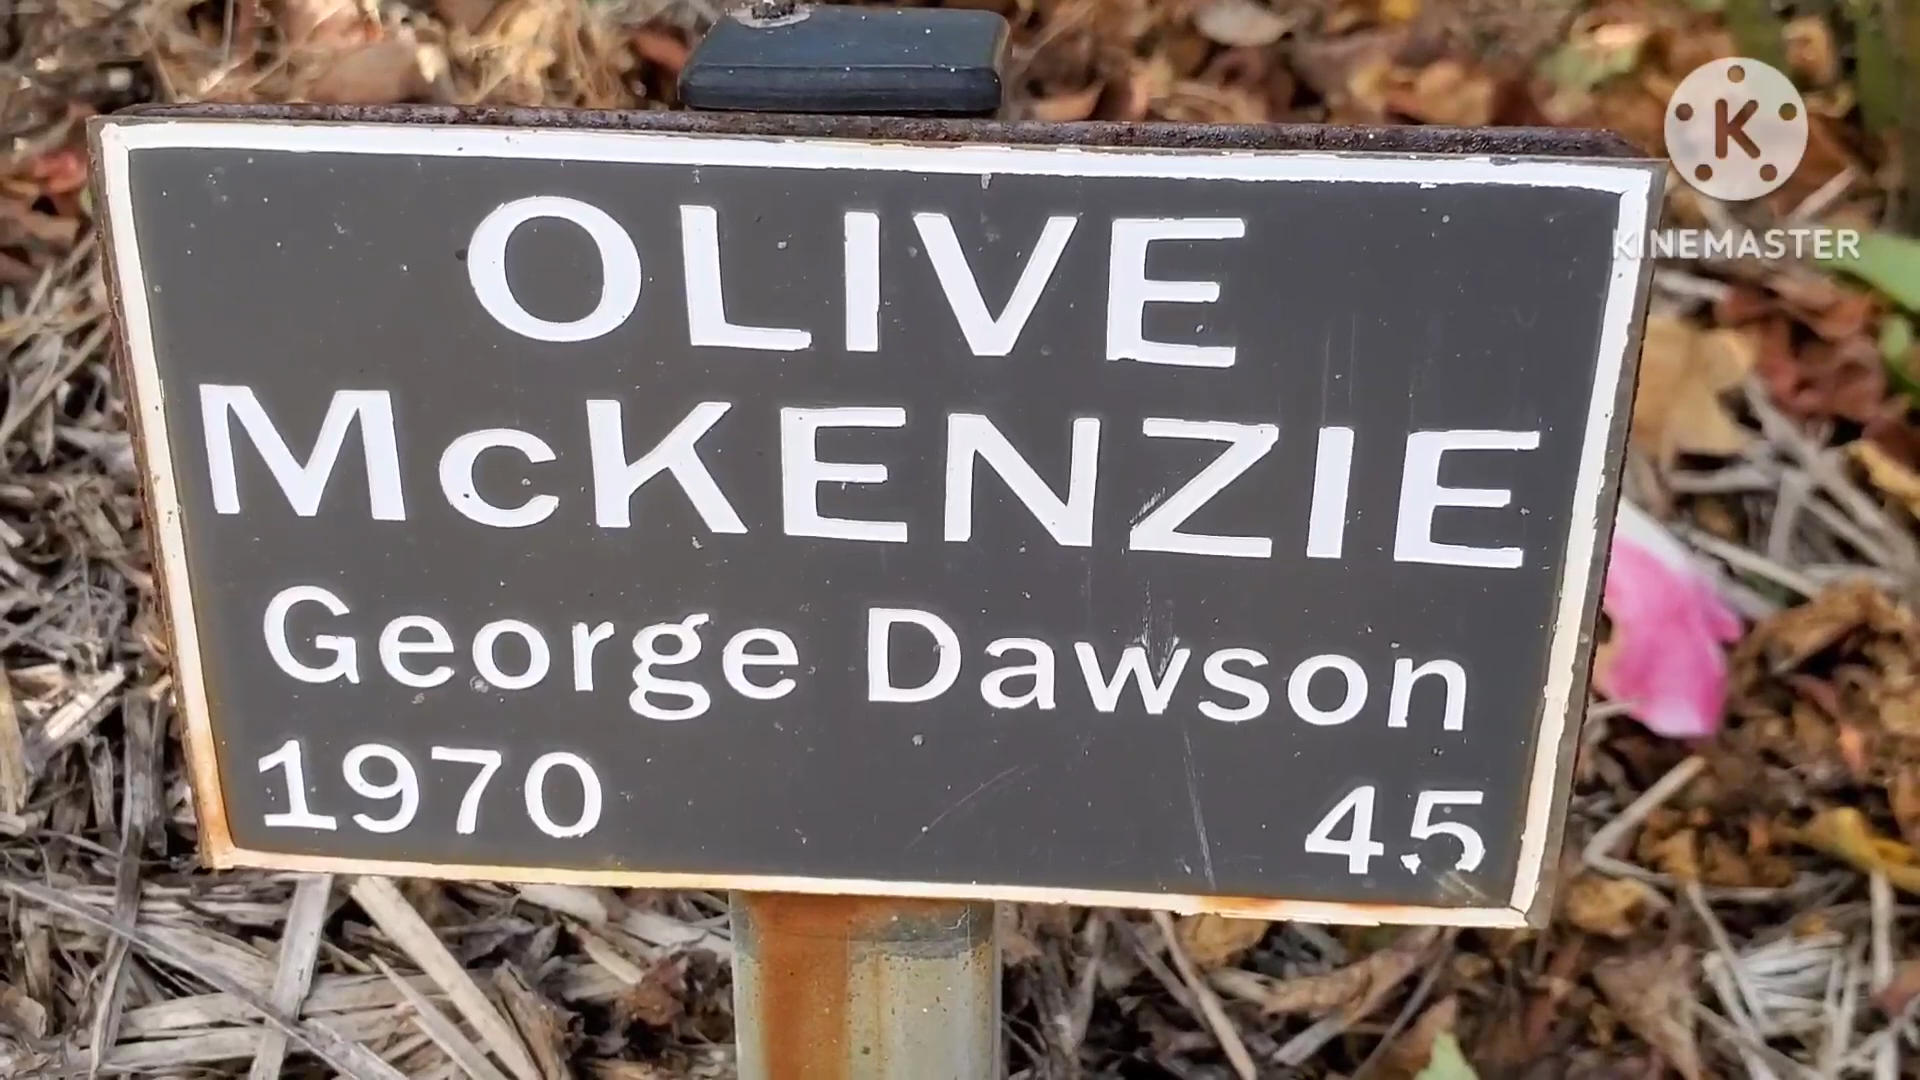 OLIVE
McKENZIE
George Dawson
1970 45
K
KINEMASTER